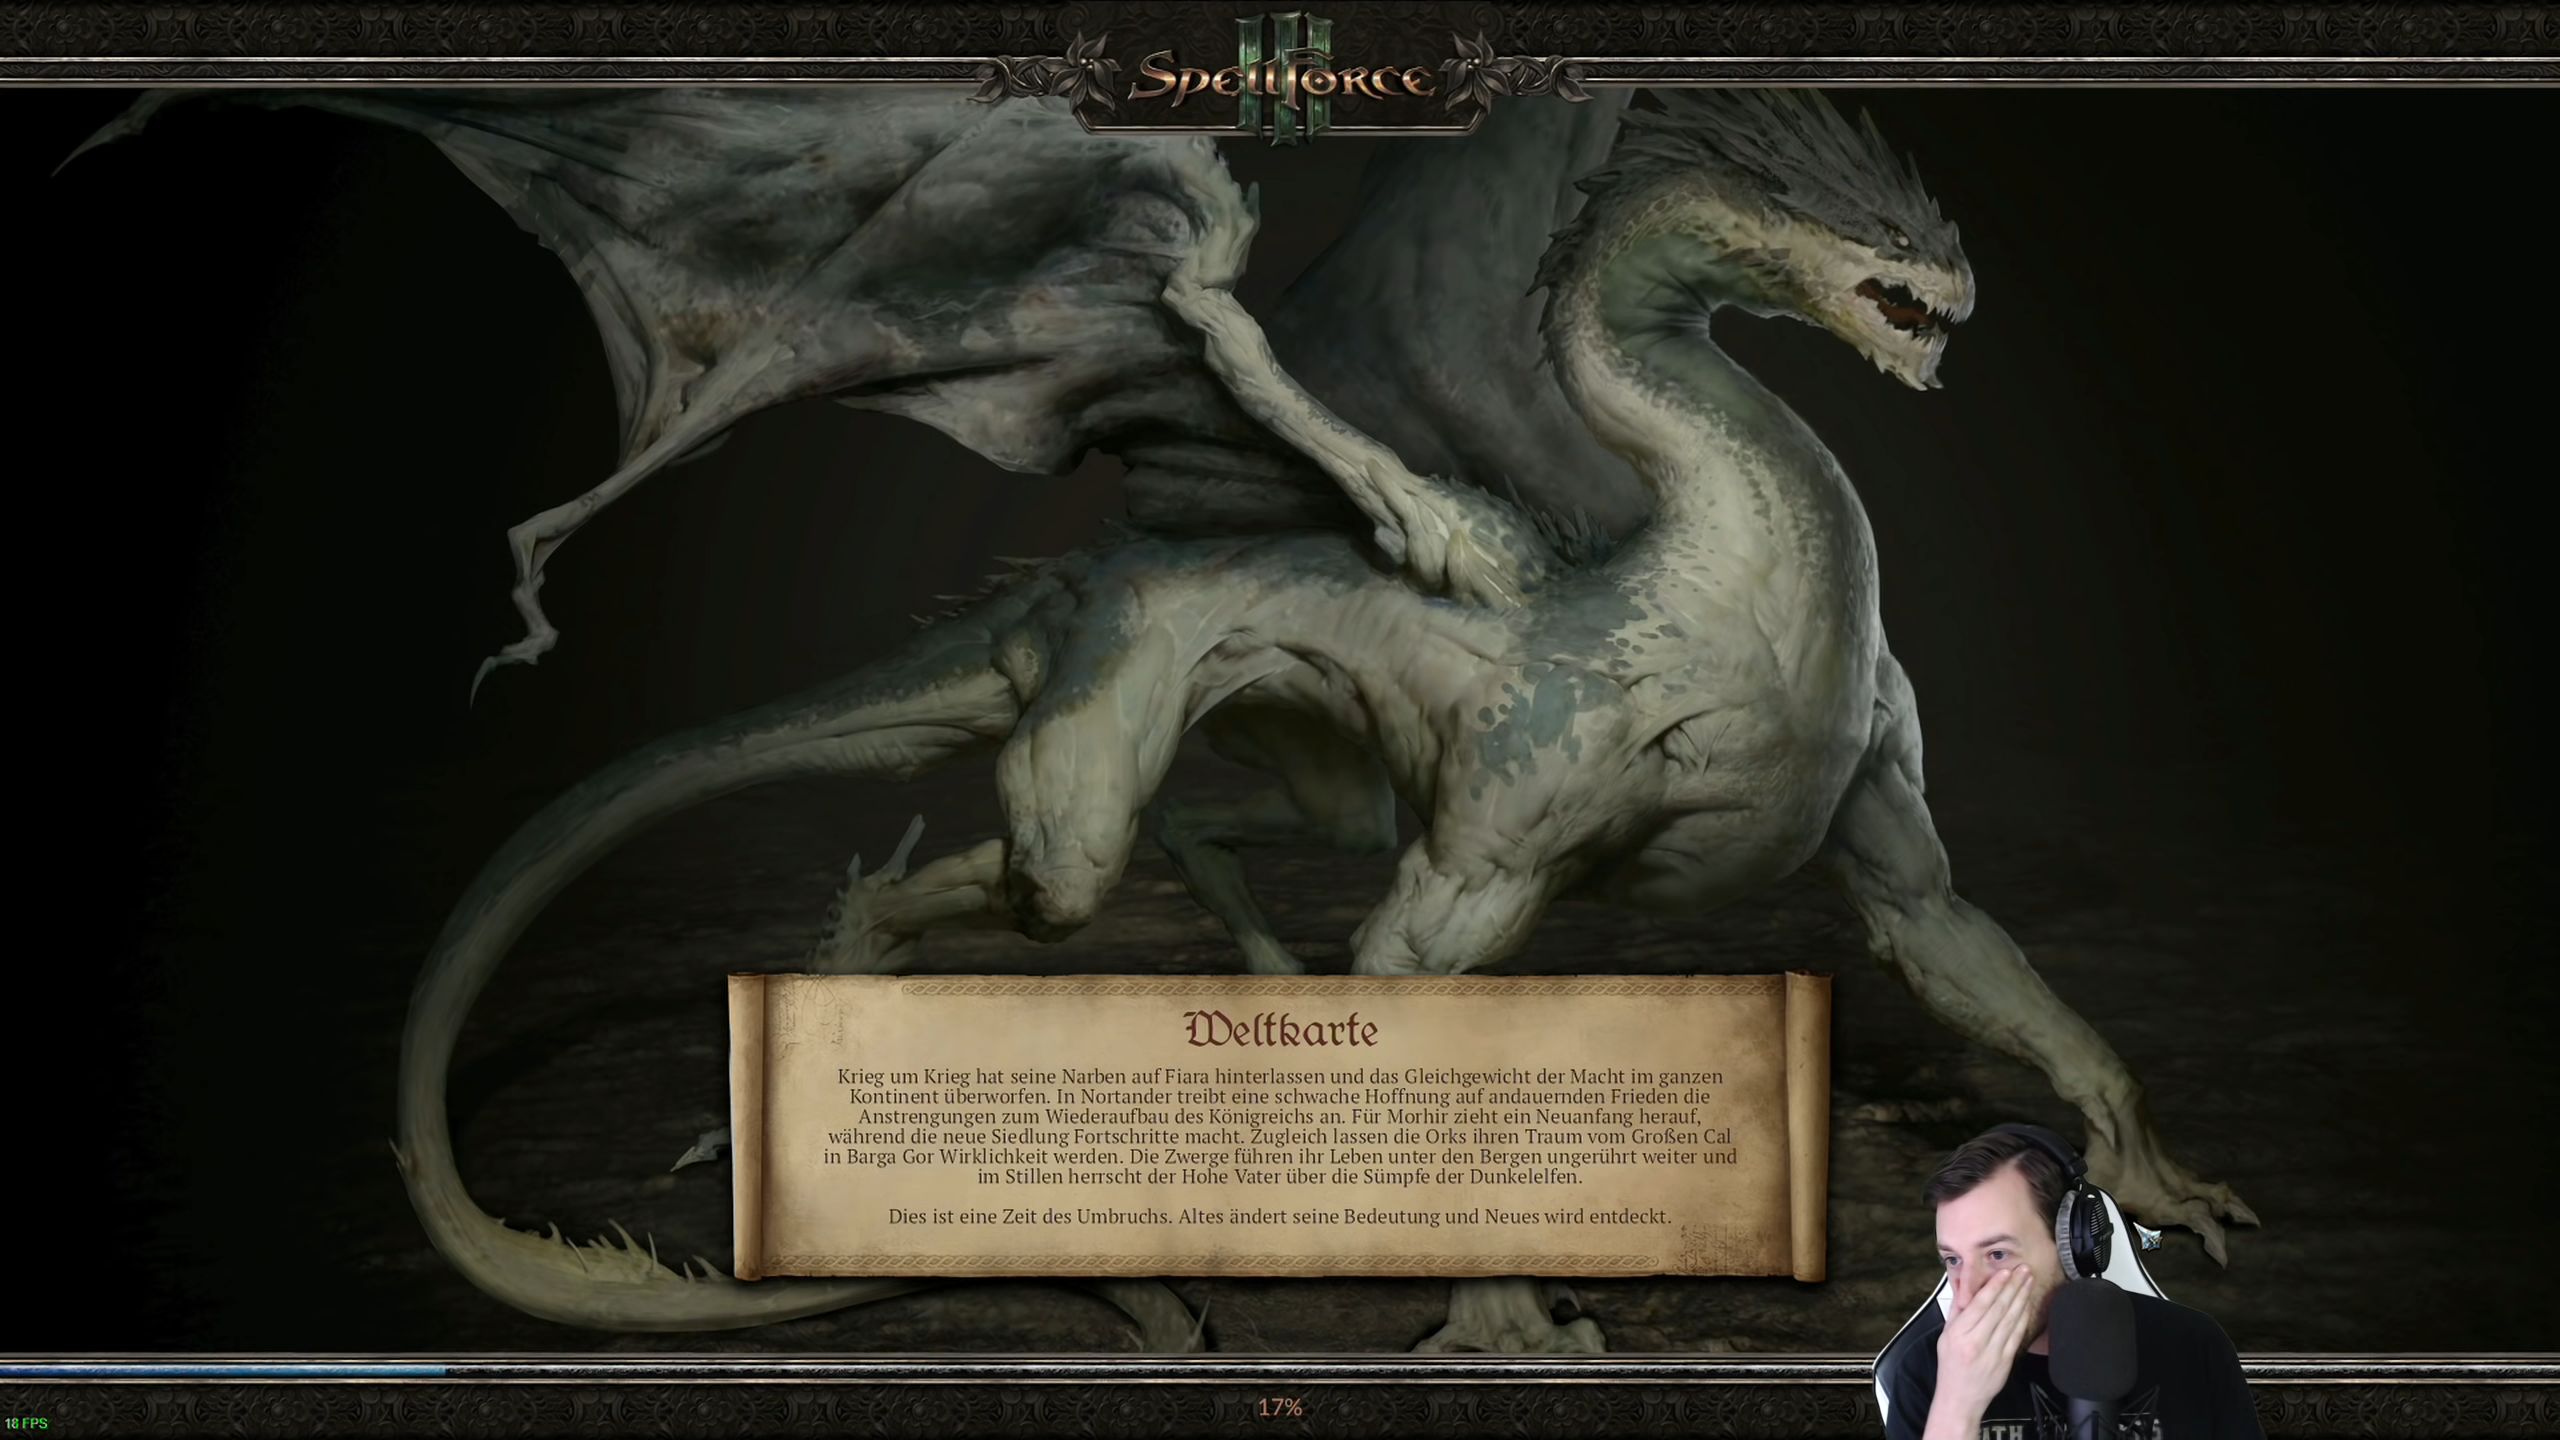 SPELLFORCE
III
Weltkarte
Krieg um Krieg hat seine Narben auf Fiara hinterlassen und das Gleichgewicht der Macht im ganzen
Kontinent überworfen. In Nortander treibt eine schwache Hoffnung auf andauernden Frieden die
Anstrengungen zum Wiederaufbau des Königreichs an. Für Morhir zieht ein Neuanfang herauf,
während die neue Siedlung Fortschritte macht. Zugleich lassen die Orks ihren Traum vom Großen Cal
in Barga Gor Wirklichkeit werden. Die Zwerge führen ihr Leben unter den Bergen ungerührt weiter und
im Stillen herrscht der Hohe Vater über die Sümpfe der Dunkelelfen.
Dies ist eine Zeit des Umbruchs. Altes ändert seine Bedeutung und Neues wird entdeckt.
17%
18 FPS